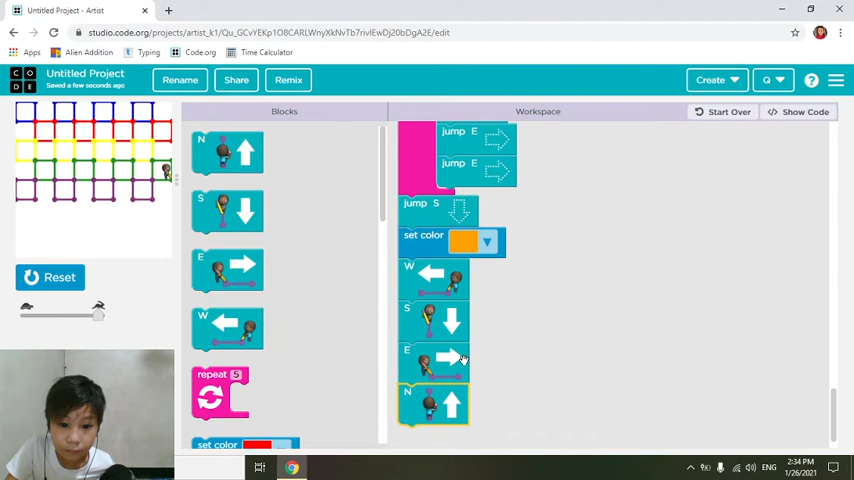 Untitled Project - Artist
studio.code.org/projects/artist_k1/Qu_GCvYEKp1O8CARLWnyXkNvTb7rivIEwDj20bDgA2E/edit
Apps
Alien Addition
Typing
Code.org
Time Calculator
C O
D E
Untitled Project
Saved a few seconds ago
Rename
Share
Remix
Create
Q
?
Blocks
Workspace
Start Over
</> Show Code
N
S
E
W
repeat 5
set color
Reset
jump E
jump E
jump S
set color
W
S
E
N
ENG
2:34 PM
1/26/2021